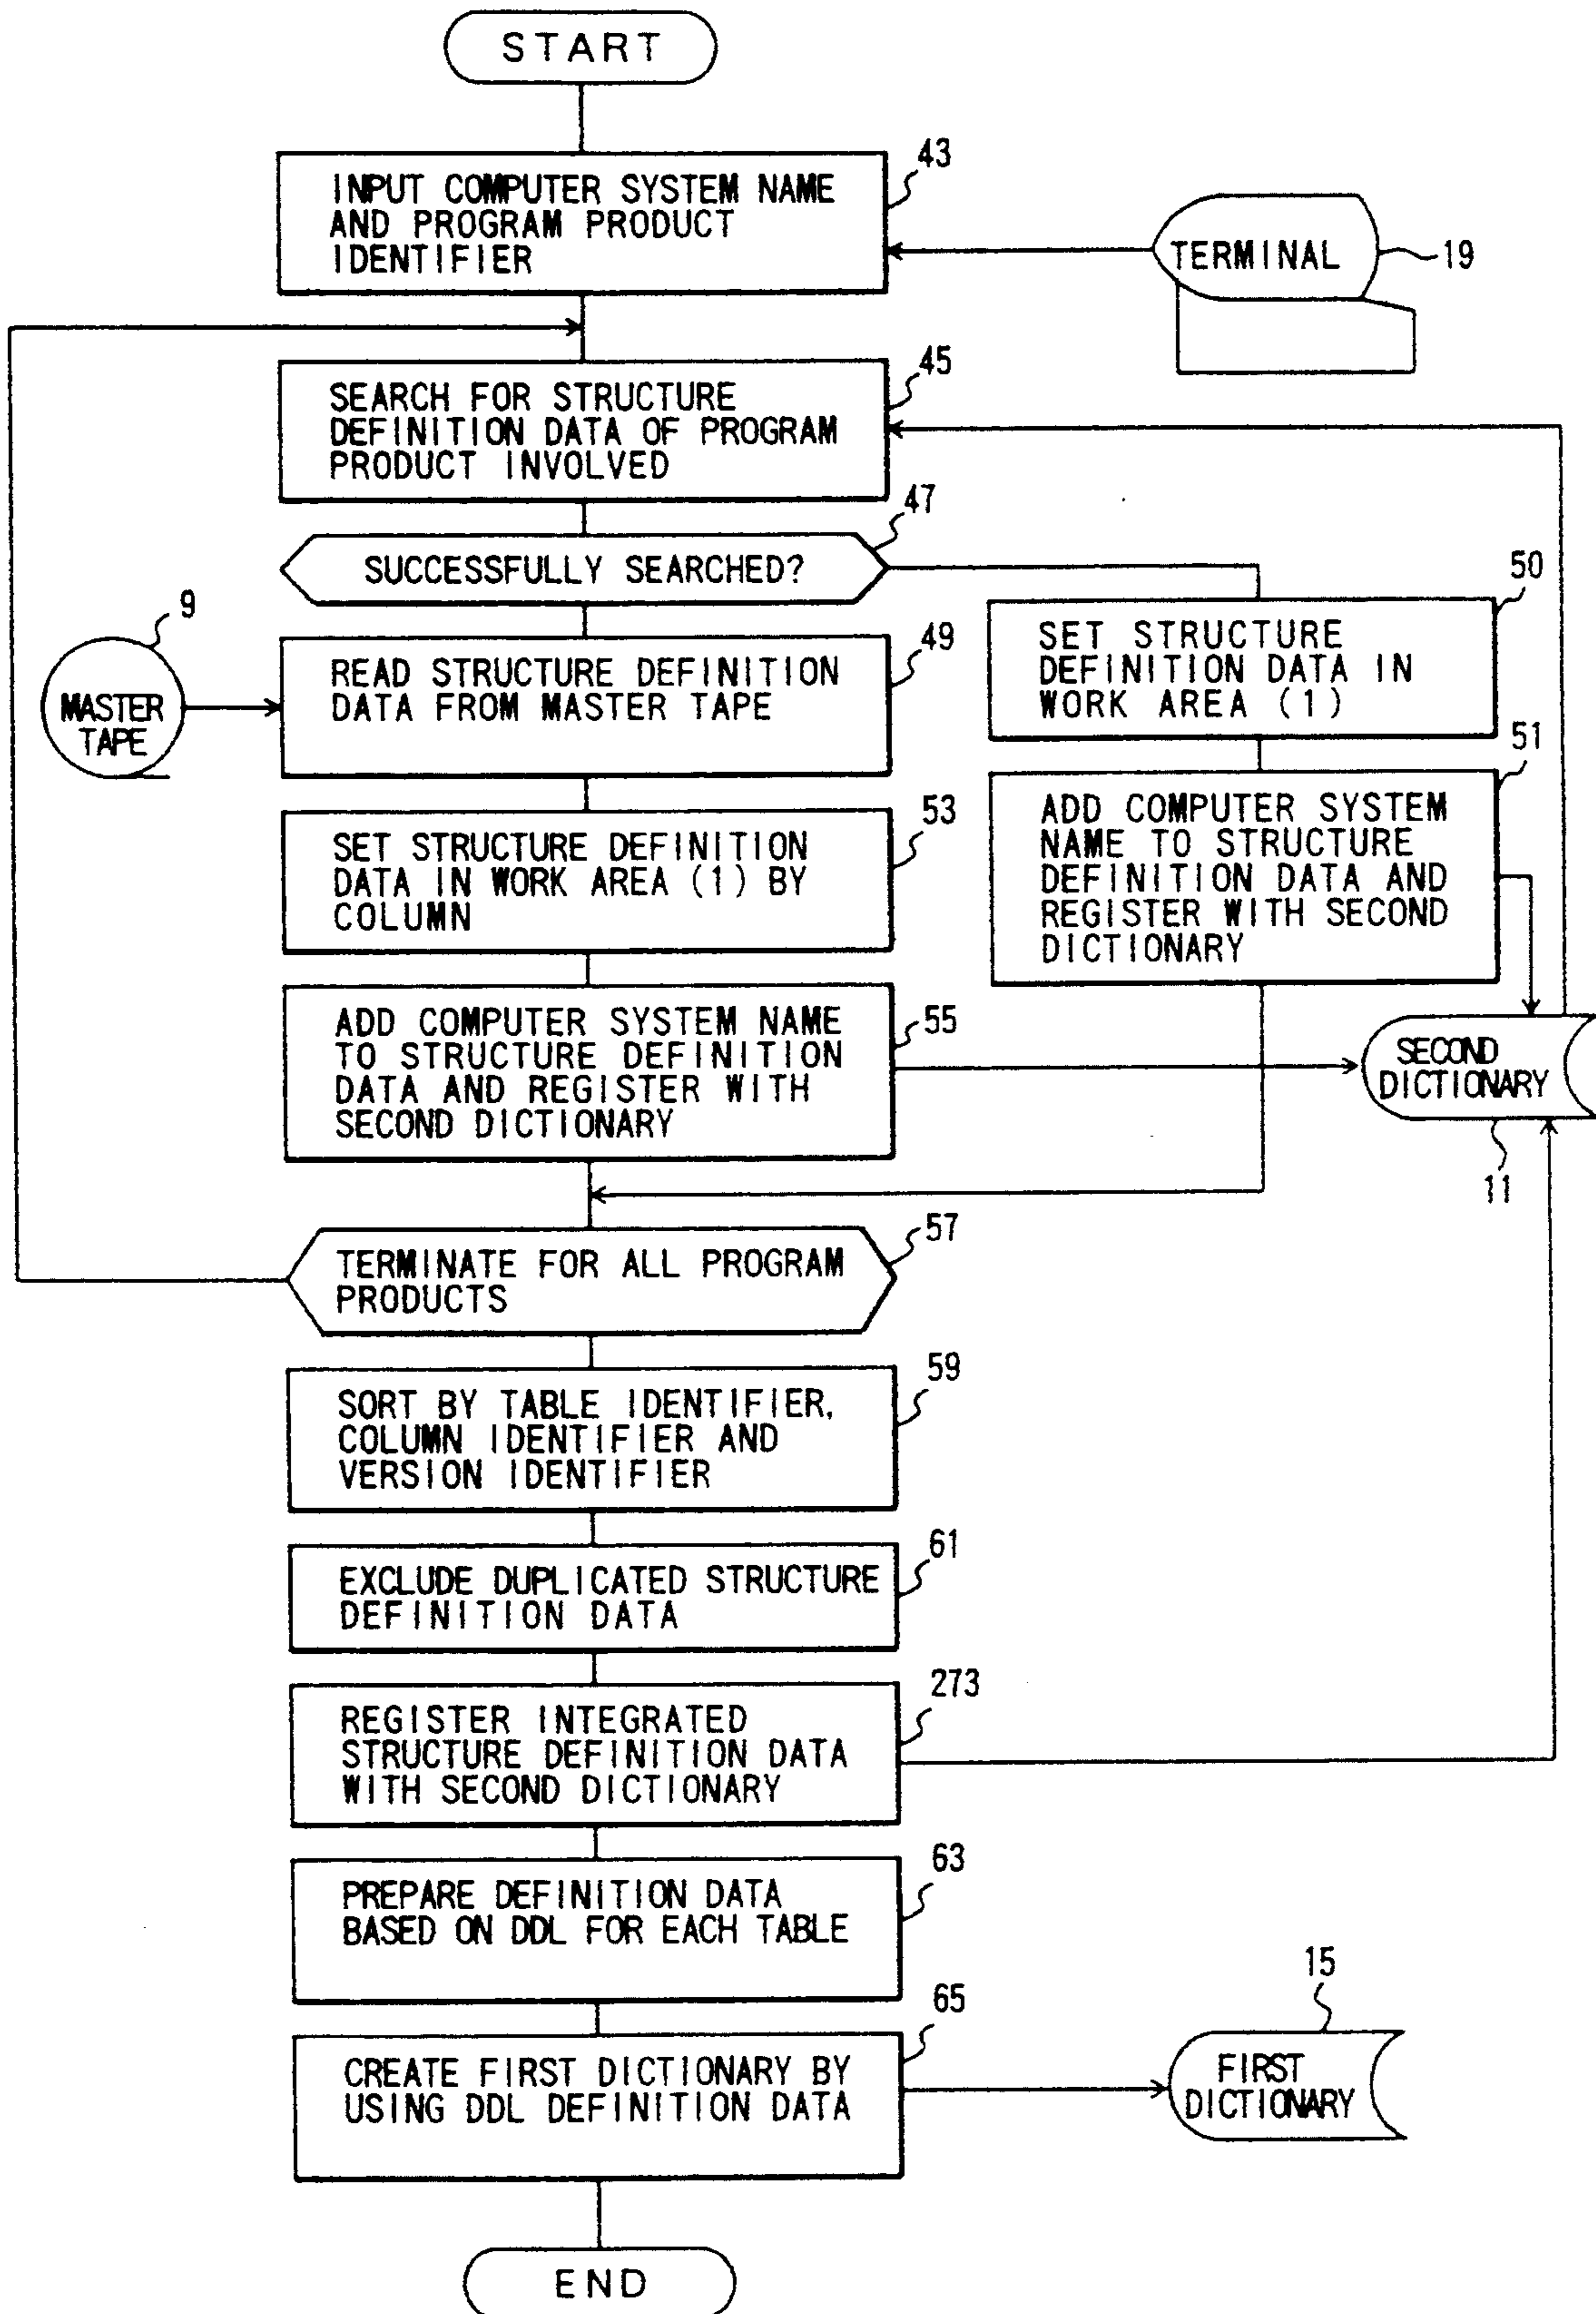 START
43
INPUT COMPUTER SYSTEM NAME
AND PROGRAM PRODUCT
IDENTIFIER
TERMINAL
19
45
SEARCH FOR STRUCTURE
DEFINITION DATA OF PROGRAM
PRODUCT INVOLVED
47
SUCCESSFULLY SEARCHED?
50
SET STRUCTURE
DEFINITION DATA IN
WORK AREA (1)
9
MASTER
TAPE
49
READ STRUCTURE DEFINITION
DATA FROM MASTER TAPE
51
ADD COMPUTER SYSTEM
NAME TO STRUCTURE
DEFINITION DATA AND
REGISTER WITH SECOND
DICTIONARY
53
SET STRUCTURE DEFINITION
DATA IN WORK AREA (1) BY
COLUMN
55
ADD COMPUTER SYSTEM NAME
TO STRUCTURE DEFINITION
DATA AND REGISTER WITH
SECOND DICTIONARY
SECOND
DICTIONARY
11
57
TERMINATE FOR ALL PROGRAM
PRODUCTS
59
SORT BY TABLE IDENTIFIER,
COLUMN IDENTIFIER AND
VERSION IDENTIFIER
61
EXCLUDE DUPLICATED STRUCTURE
DEFINITION DATA
273
REGISTER INTEGRATED
STRUCTURE DEFINITION DATA
WITH SECOND DICTIONARY
63
PREPARE DEFINITION DATA
BASED ON DDL FOR EACH TABLE
65
CREATE FIRST DICTIONARY BY
USING DDL DEFINITION DATA
15
FIRST
DICTIONARY
END